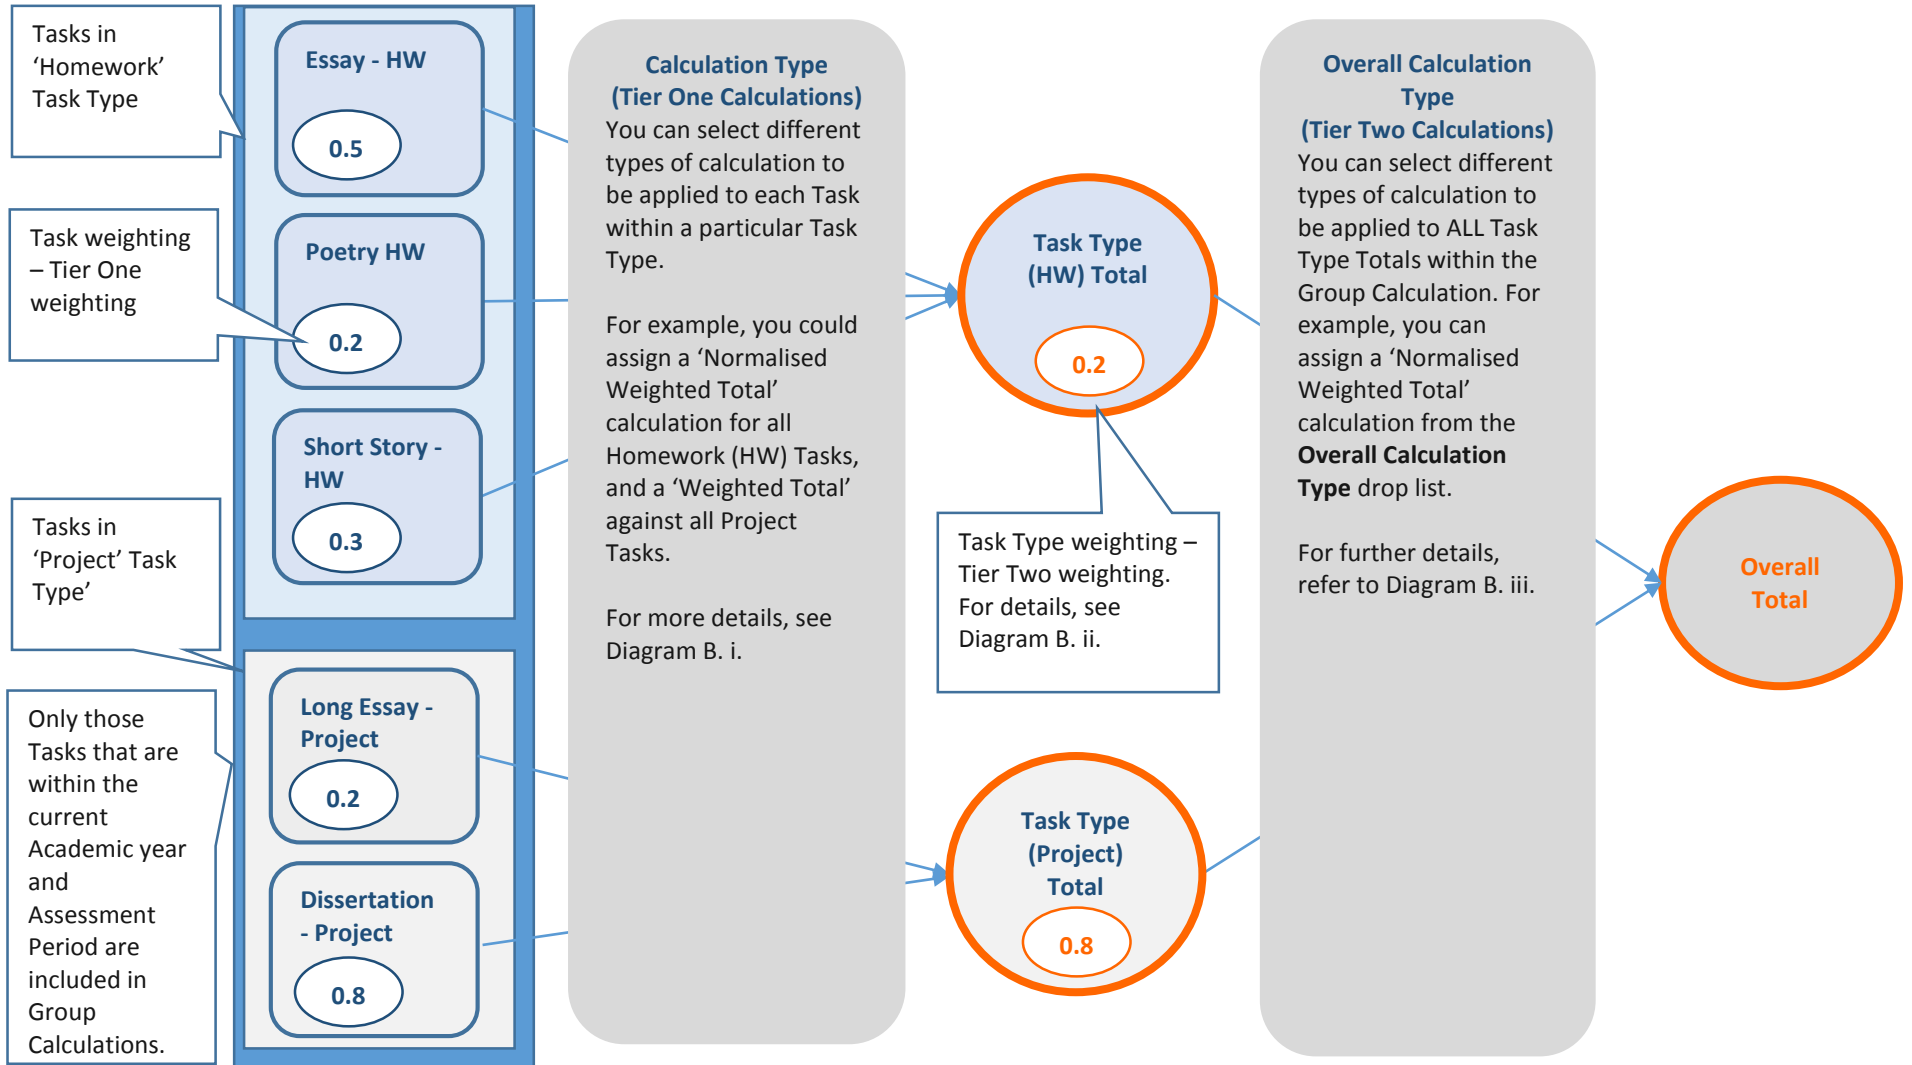 Tasks in
‘Homework’
Task Type
Task weighting
– Tier One
weighting
Tasks in
‘Project’ Task
Type’
Only those
Tasks that are
within the
current
Academic year
and
Assessment
Period are
included in
Group
Calculations.
Essay - HW
0.5
Poetry HW
0.2
Short Story -
HW
0.3
Long Essay -
Project
0.2
Dissertation
- Project
0.8
Calculation Type
(Tier One Calculations)
You can select different
types of calculation to
be applied to each Task
within a particular Task
Type.
For example, you could
assign a ‘Normalised
Weighted Total’
calculation for all
Homework (HW) Tasks,
and a ‘Weighted Total’
against all Project
Tasks.
For more details, see
Diagram B. i.
Task Type
(HW) Total
0.2
Task Type weighting –
Tier Two weighting.
For details, see
Diagram B. ii.
Task Type
(Project)
Total
0.8
Overall Calculation
Type
(Tier Two Calculations)
You can select different
types of calculation to
be applied to ALL Task
Type Totals within the
Group Calculation. For
example, you can
assign a ‘Normalised
Weighted Total’
calculation from the
Overall Calculation
Type drop list.
For further details,
refer to Diagram B. iii.
Overall
Total